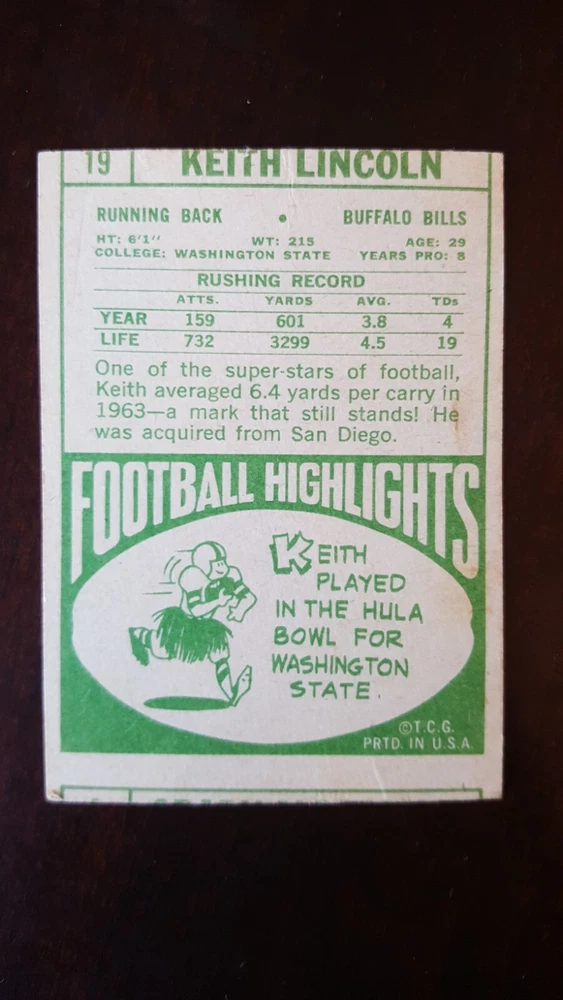 19 KEITH LINCOLN
RUNNING BACK • BUFFALO BILLS
HT: 6'1" WT: 215 AGE: 29
COLLEGE: WASHINGTON STATE YEARS PRO: 8
RUSHING RECORD
ATTS. YARDS AVG. TDs
YEAR 159 601 3.8 4
LIFE 732 3299 4.5 19
One of the super-stars of football,
Keith averaged 6.4 yards per carry in
1963—a mark that still stands! He
was acquired from San Diego.
FOOTBALL HIGHLIGHTS
KEITH
PLAYED
IN THE HULA
BOWL FOR
WASHINGTON
STATE.
©T.C.G.
PRTD. IN U.S.A.